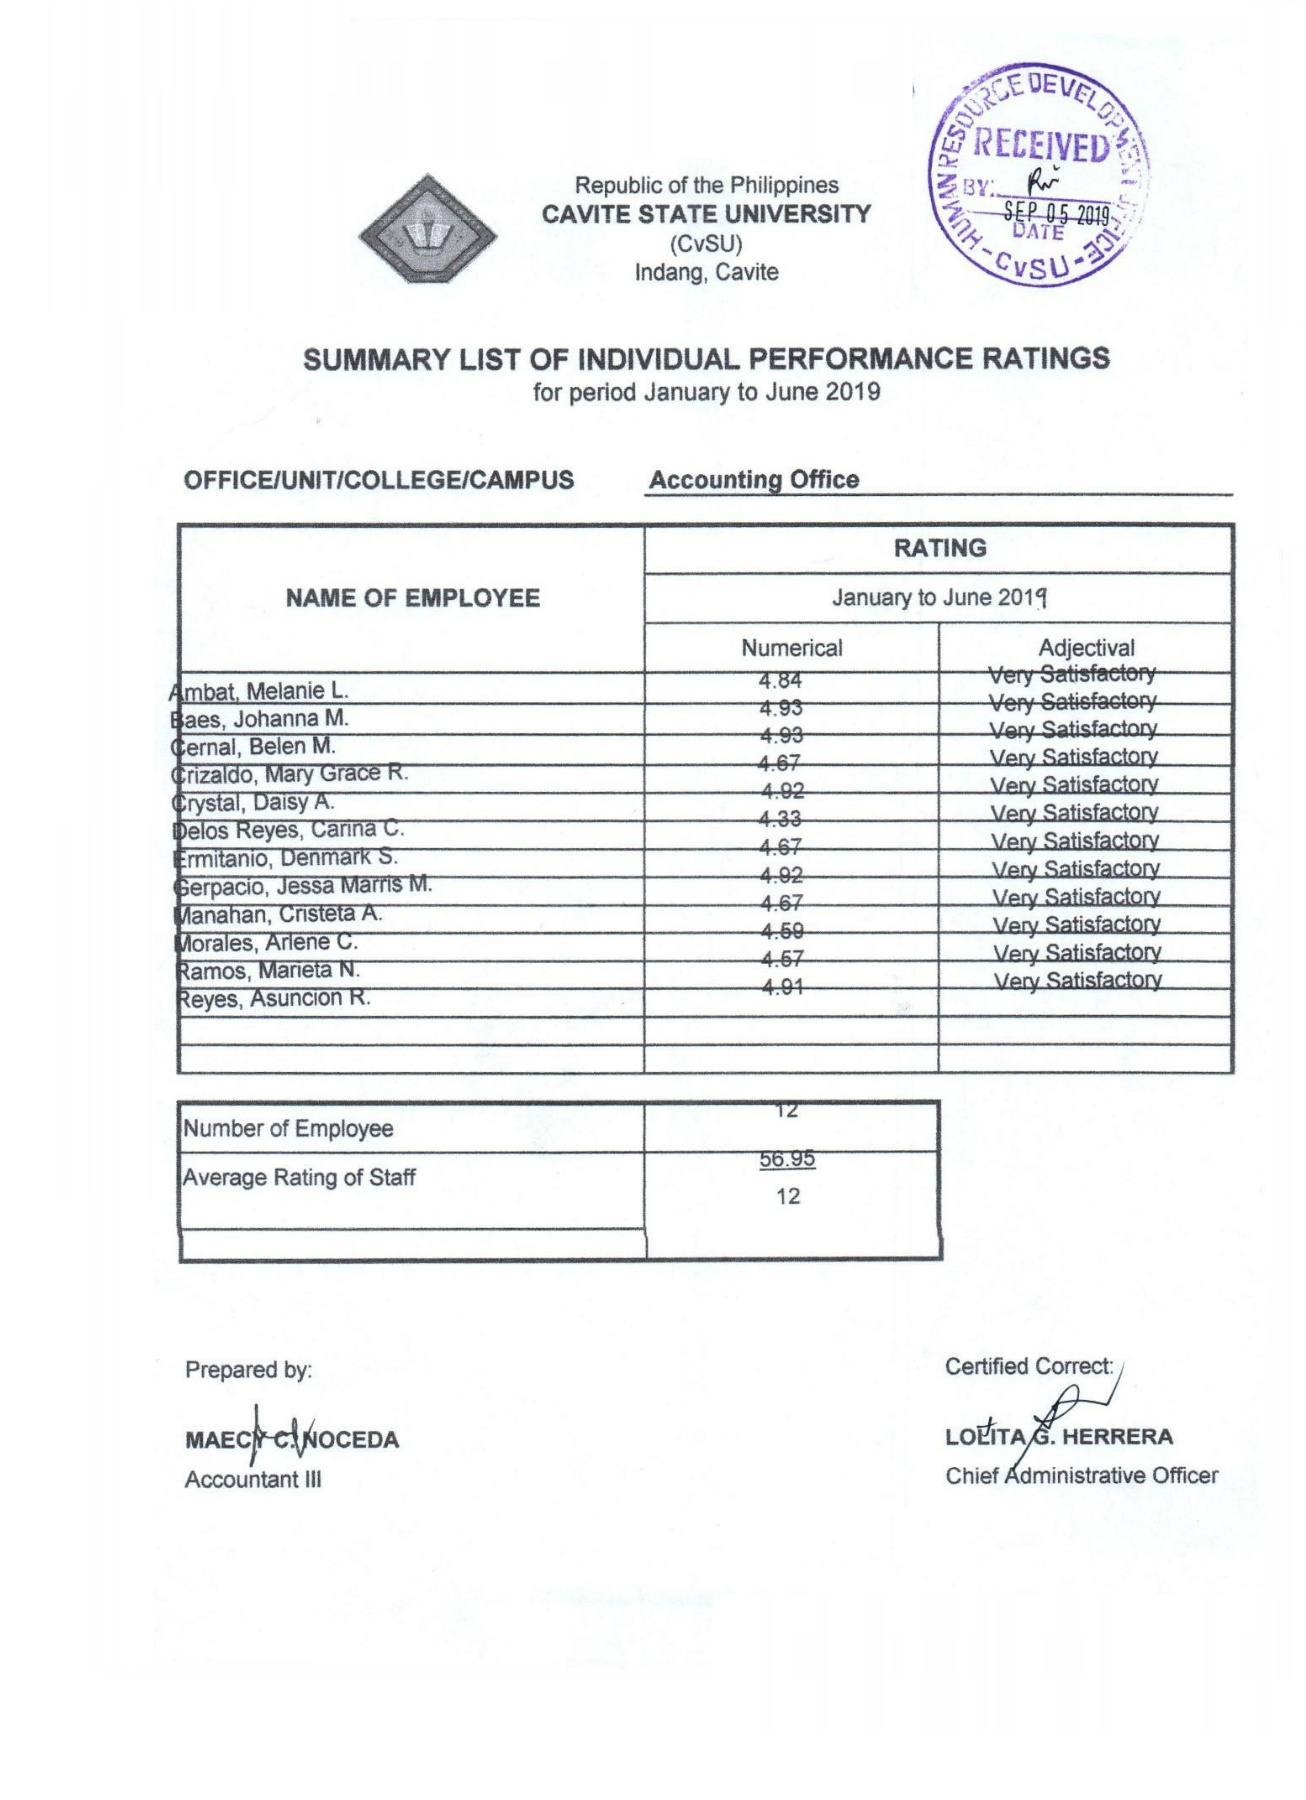 HUMAN RESOURCE DEVELOPMENT OFFICE
RECEIVED
BY:
SEP 05 2019
DATE
- CvSU -
Republic of the Philippines
CAVITE STATE UNIVERSITY
(CvSU)
Indang, Cavite
SUMMARY LIST OF INDIVIDUAL PERFORMANCE RATINGS
for period January to June 2019
OFFICE/UNIT/COLLEGE/CAMPUS Accounting Office
NAME OF EMPLOYEE RATING
January to June 2019
Numerical Adjectival
Ambat, Melanie L. 4.84 Very Satisfactory
Baes, Johanna M. 4.93 Very Satisfactory
Cernal, Belen M. 4.93 Very Satisfactory
Crizaldo, Mary Grace R. 4.67 Very Satisfactory
Crystal, Daisy A. 4.92 Very Satisfactory
Delos Reyes, Carina C. 4.33 Very Satisfactory
Ermitanio, Denmark S. 4.67 Very Satisfactory
Gerpacio, Jessa Marris M. 4.92 Very Satisfactory
Manahan, Cristeta A. 4.67 Very Satisfactory
Morales, Arlene C. 4.59 Very Satisfactory
Ramos, Marieta N. 4.57 Very Satisfactory
Reyes, Asuncion R. 4.91 Very Satisfactory
Number of Employee 12
Average Rating of Staff 56.95
12
Prepared by: Certified Correct:
MAECY C. NOCEDA LOLITA G. HERRERA
Accountant III Chief Administrative Officer